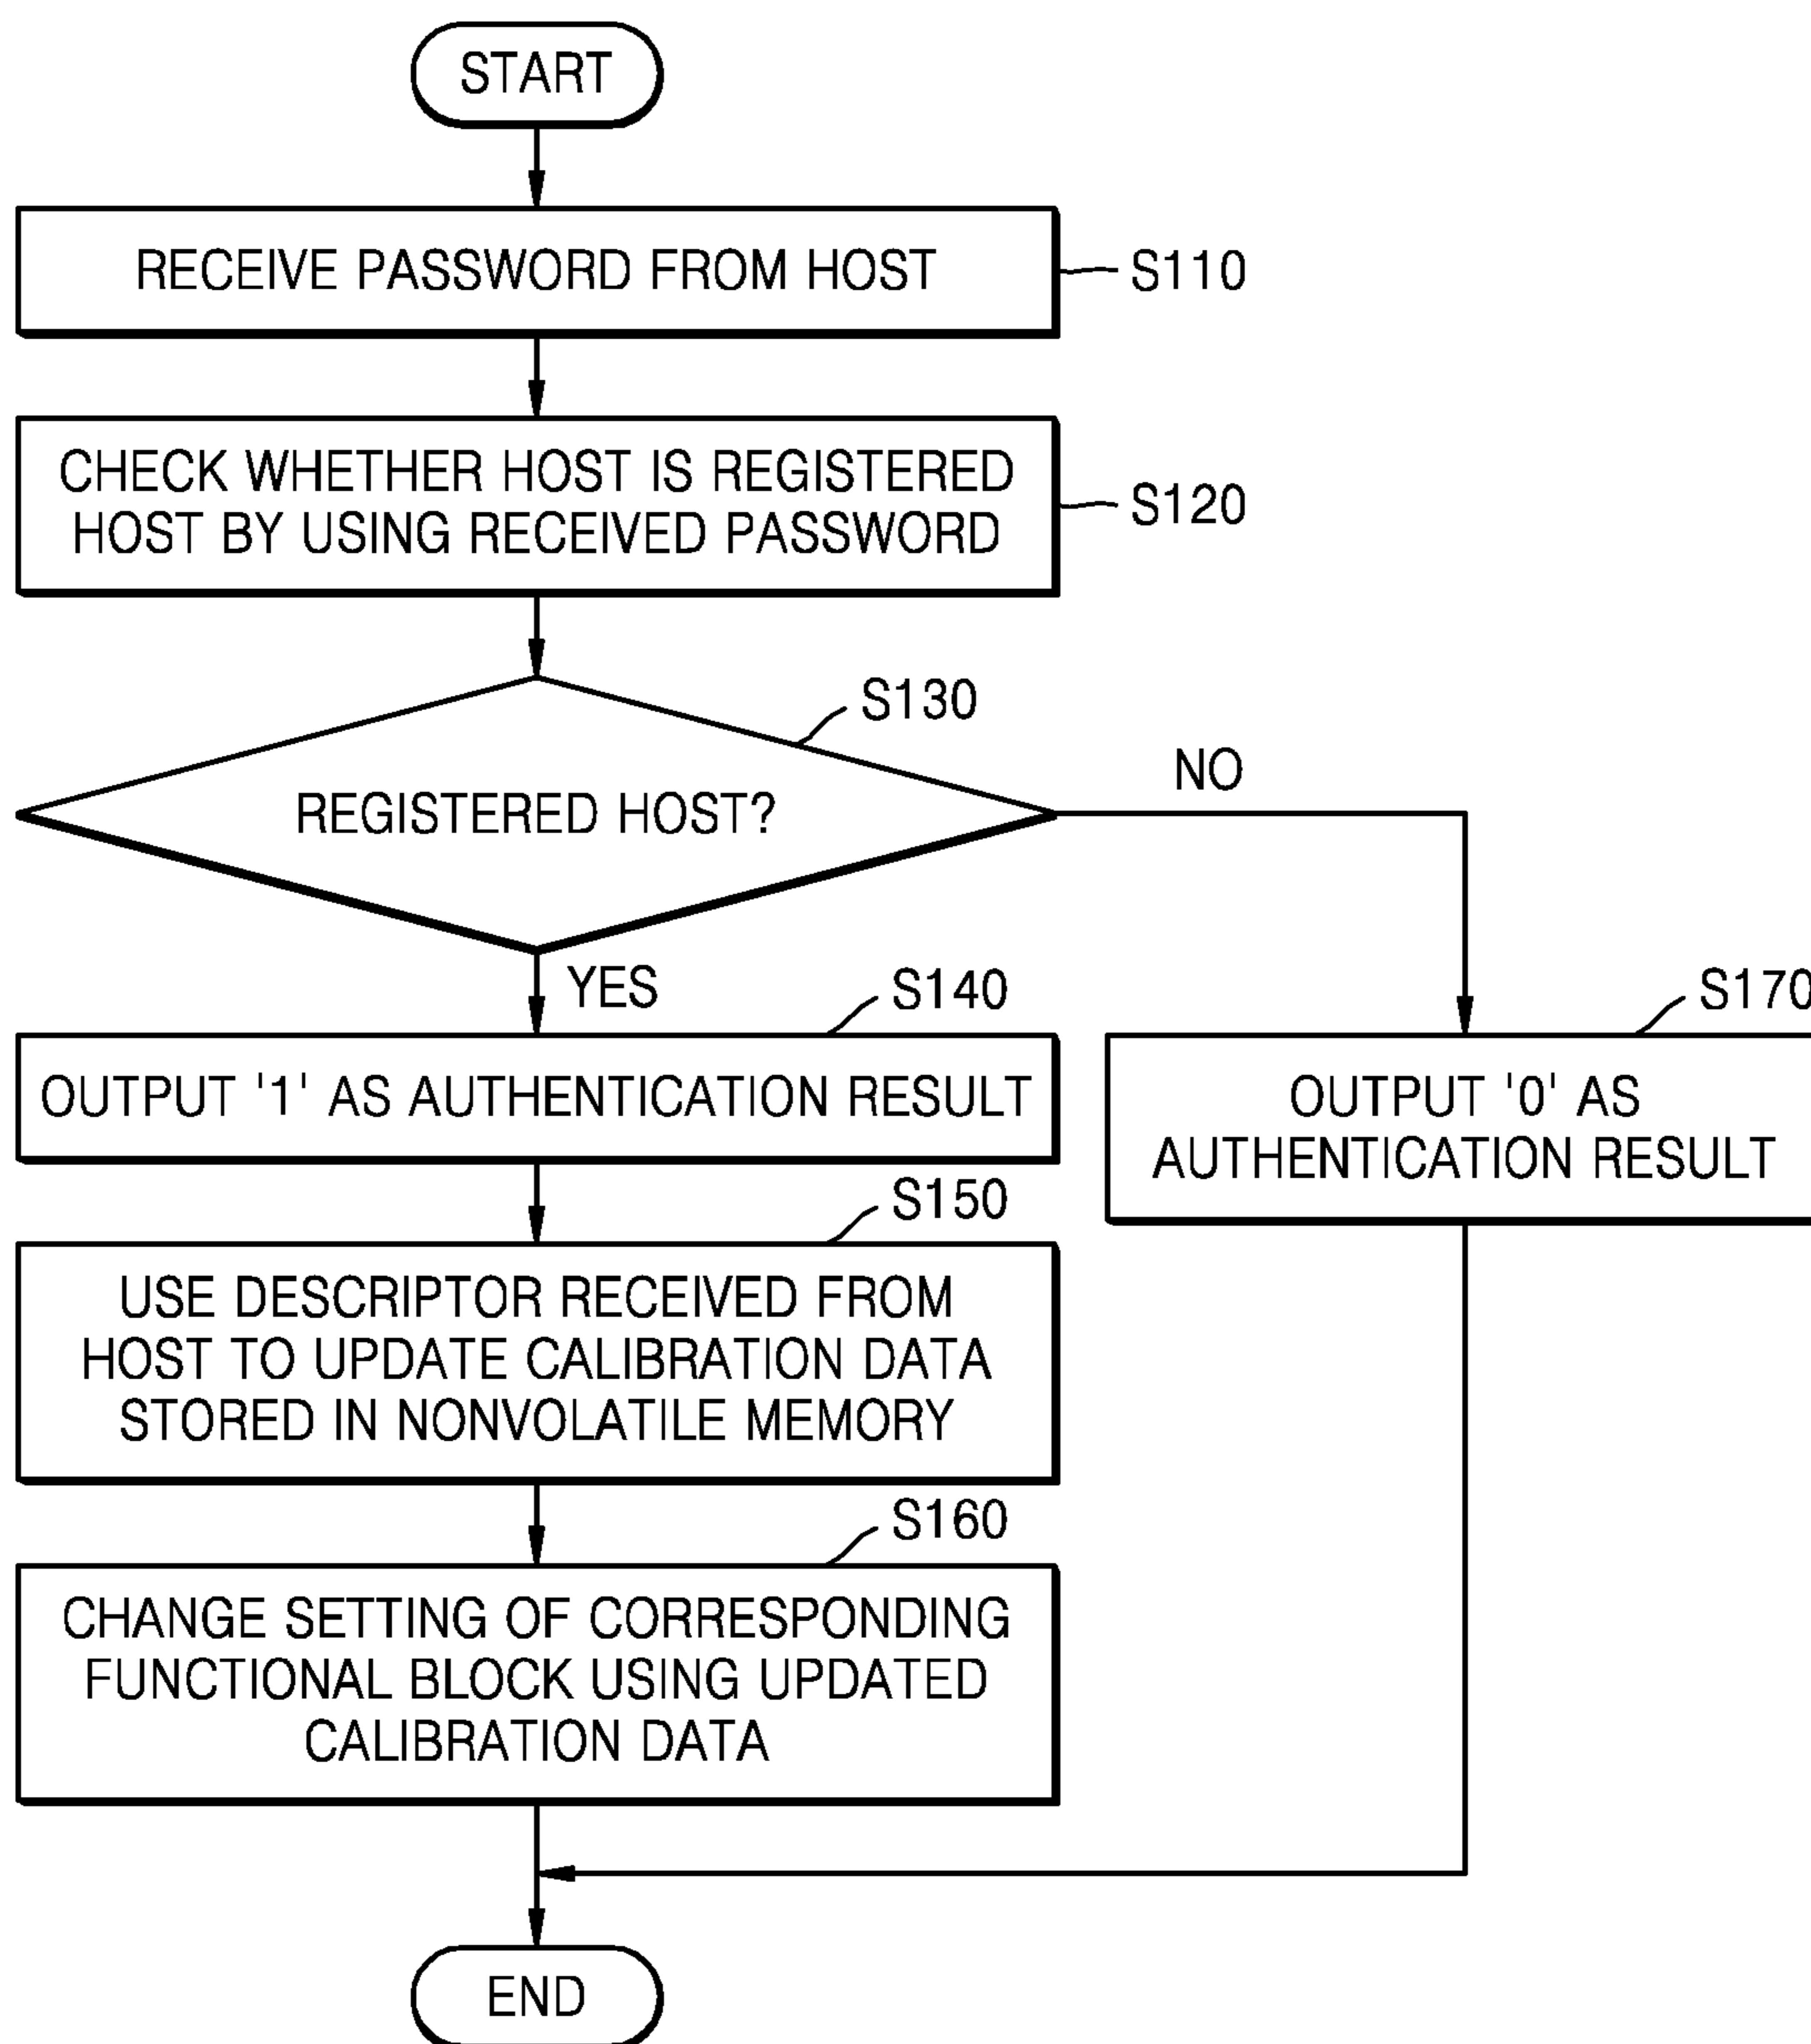 START
RECEIVE PASSWORD FROM HOST
S110
CHECK WHETHER HOST IS REGISTERED
HOST BY USING RECEIVED PASSWORD
S120
S130
REGISTERED HOST?
NO
YES
S140
OUTPUT '1' AS AUTHENTICATION RESULT
S170
OUTPUT '0' AS
AUTHENTICATION RESULT
S150
USE DESCRIPTOR RECEIVED FROM
HOST TO UPDATE CALIBRATION DATA
STORED IN NONVOLATILE MEMORY
S160
CHANGE SETTING OF CORRESPONDING
FUNCTIONAL BLOCK USING UPDATED
CALIBRATION DATA
END